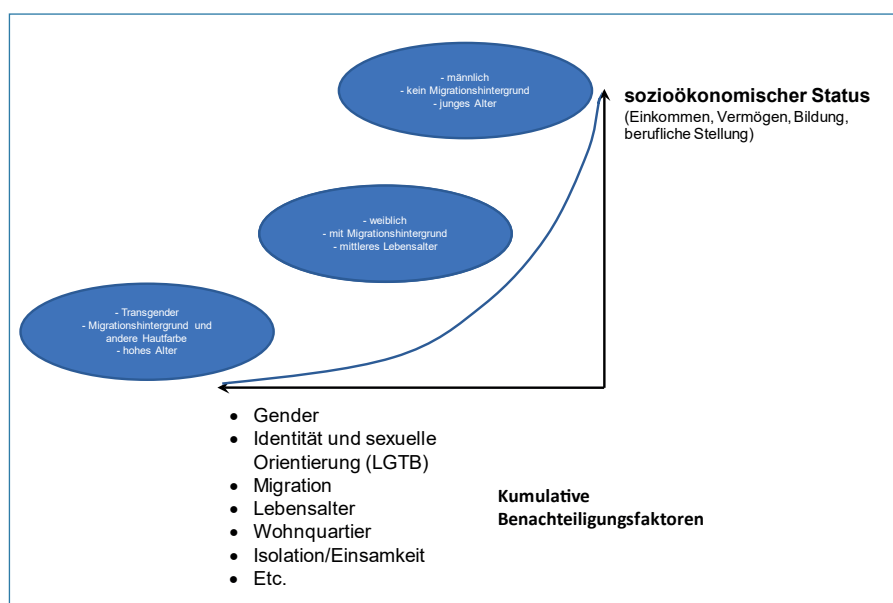 - männlich
- kein Migrationshintergrund
- junges Alter
sozioökonomischer Status
(Einkommen, Vermögen, Bildung,
berufliche Stellung)
- weiblich
- mit Migrationshintergrund
- mittleres Lebensalter
- Transgender
- Migrationshintergrund und
andere Hautfarbe
- hohes Alter
• Gender
• Identität und sexuelle
Orientierung (LGTB)
• Migration
• Lebensalter
• Wohnquartier
• Isolation/Einsamkeit
• Etc.
Kumulative
Benachteiligungsfaktoren